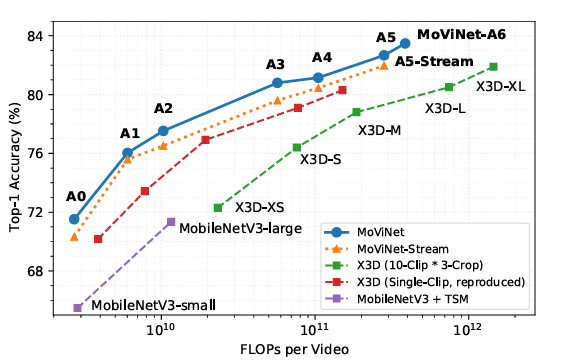 84
80
76
72
68
Top-1 Accuracy (%)
A0
A1
A2
A3
A4
A5
MoViNet-A6
A5-Stream
X3D-XL
X3D-L
X3D-M
X3D-S
X3D-XS
MobileNetV3-large
MobileNetV3-small
MoViNet
MoViNet-Stream
X3D (10-Clip * 3-Crop)
X3D (Single-Clip, reproduced)
MobileNetV3 + TSM
10^10
10^11
10^12
FLOPs per Video